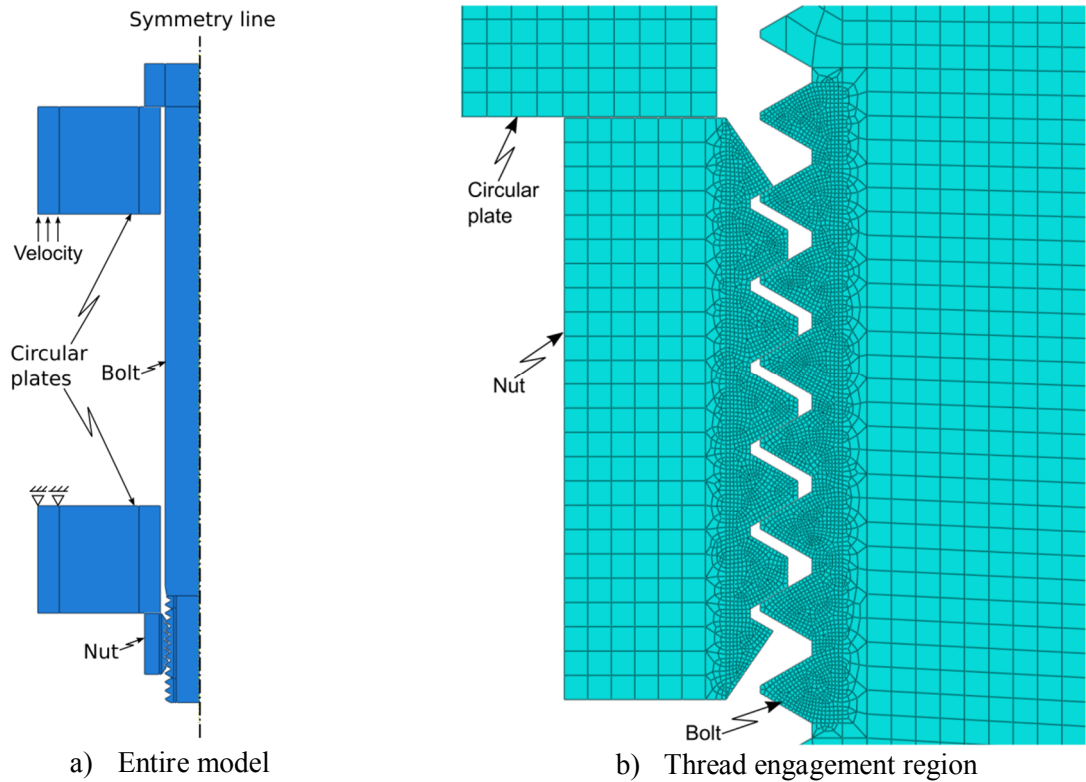 Symmetry line
Velocity
Circular
plates
Bolt
Nut
a) Entire model
Circular
plate
Nut
Bolt
b) Thread engagement region